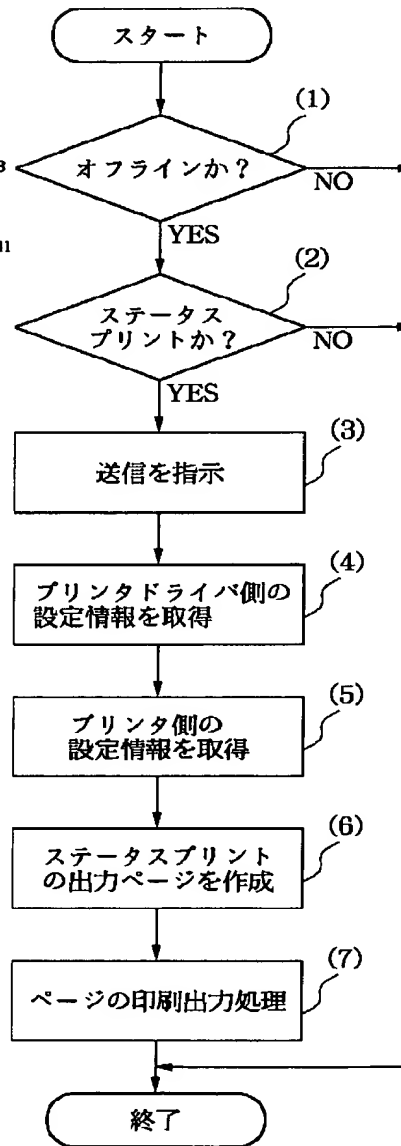 スタート
(1)
オフラインか？
NO
YES
(2)
ステータス
プリントか？
NO
YES
(3)
送信を指示
(4)
プリンタドライバ側の
設定情報を取得
(5)
プリンタ側の
設定情報を取得
(6)
ステータスプリント
の出力ページを作成
(7)
ページの印刷出力処理
終了